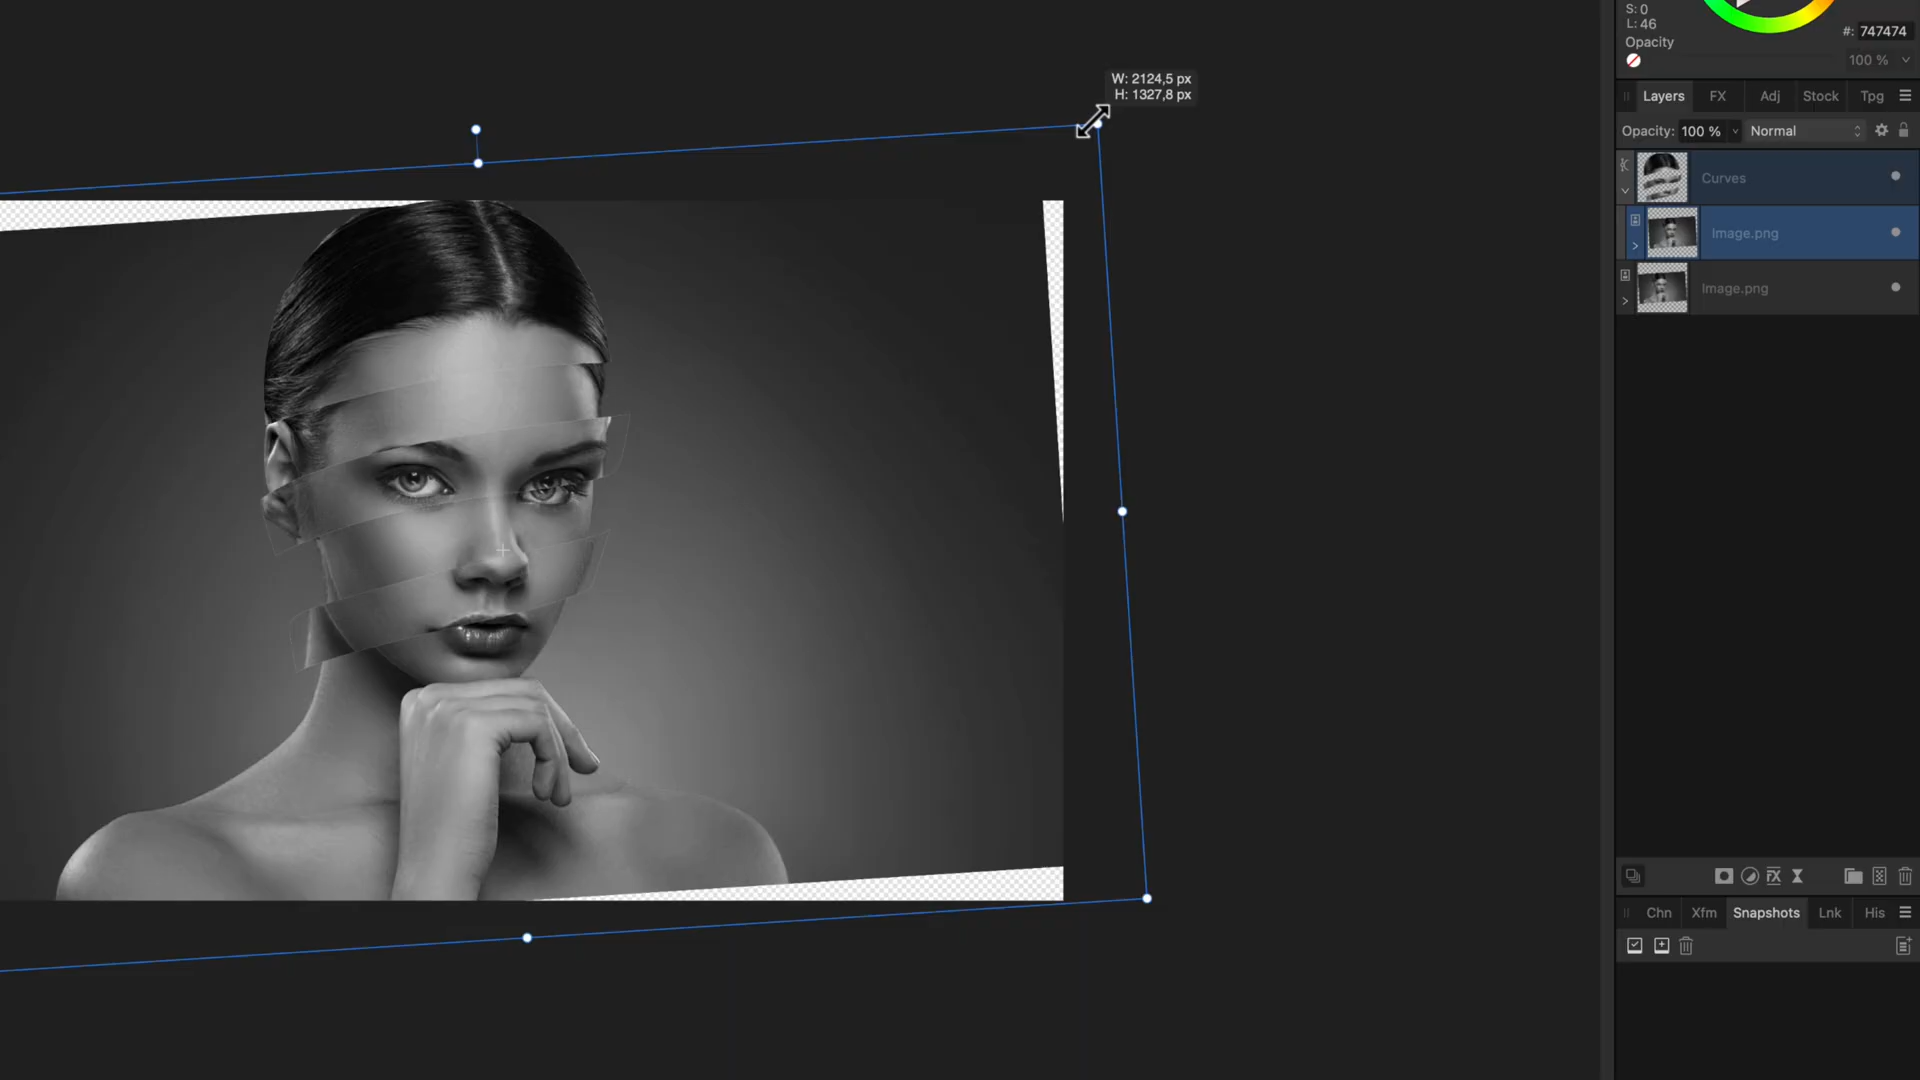 S: 0
L: 46
#: 747474
Opacity
100 %
W: 2124,5 px
H: 1327,8 px
Layers FX Adj Stock Tpg
Opacity: 100 % Normal
Curves
Image.png
Image.png
Chn Xfm Snapshots Lnk His